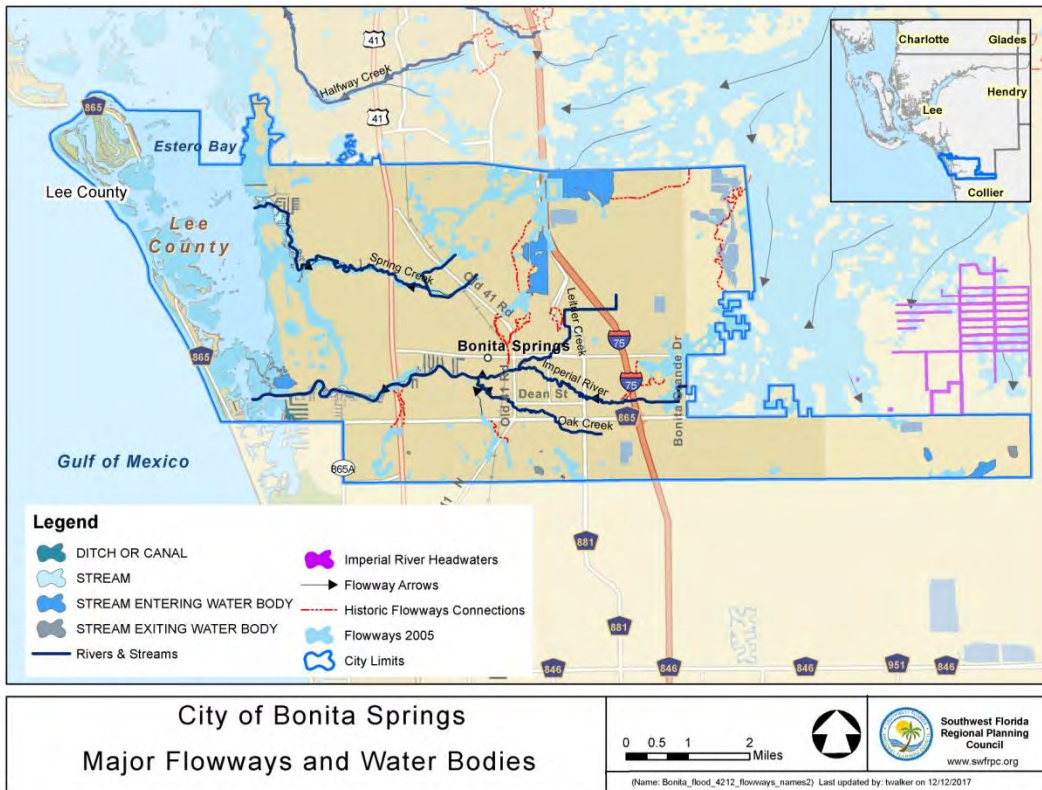 41
41
Halfway Creek
865
Estero Bay
Lee County
Lee
County
Charlotte
Glades
Hendry
Lee
Collier
Spring Creek
Old 41 Rd
Leitner Creek
75
Bonita Springs
75
865
Imperial River
Old 41 Rd
Dean St
Bonita Grande Dr
865
Oak Creek
Gulf of Mexico
865A
41 N
881
881
846
846
846
951
846
Legend
DITCH OR CANAL
STREAM
STREAM ENTERING WATER BODY
STREAM EXITING WATER BODY
Rivers & Streams
Imperial River Headwaters
Flowway Arrows
Historic Flowways Connections
Flowways 2005
City Limits
City of Bonita Springs
Major Flowways and Water Bodies
0 0.5 1 2
Miles
Southwest Florida
Regional Planning
Council
www.swfrpc.org
(Name: Bonita_flood_4212_flowways_names2) Last updated by: twalker on 12/12/2017